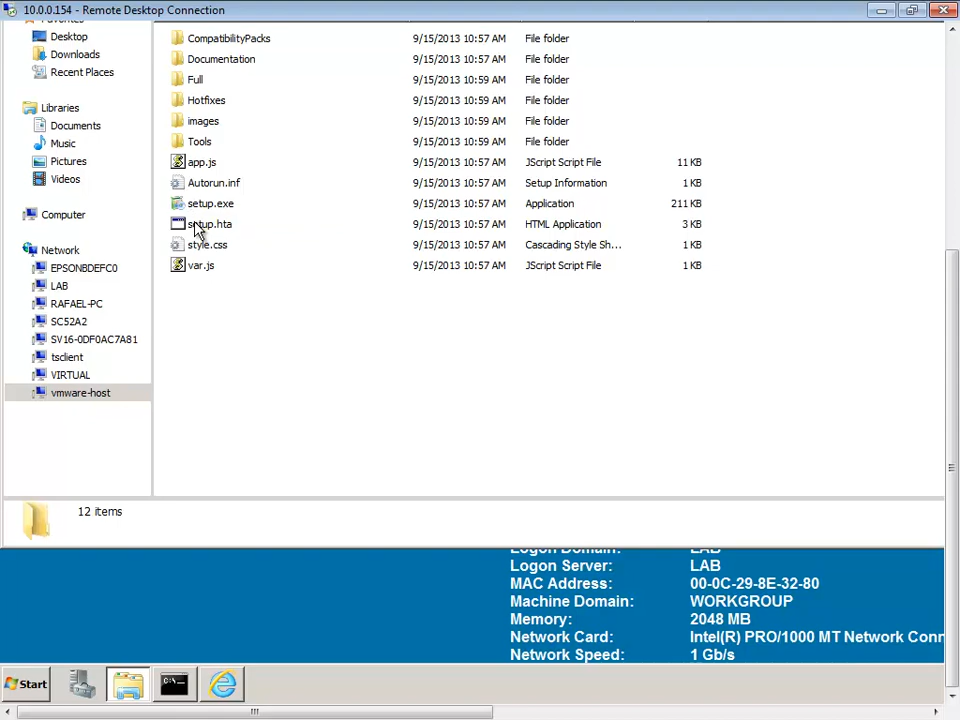 10.0.0.154 - Remote Desktop Connection
Desktop
Downloads
Recent Places
Libraries
Documents
Music
Pictures
Videos
Computer
Network
EPSONBDEFC0
LAB
RAFAEL-PC
SC52A2
SV16-0DF0AC7A81
tsclient
VIRTUAL
vmware-host
CompatibilityPacks 9/15/2013 10:57 AM File folder
Documentation 9/15/2013 10:57 AM File folder
Full 9/15/2013 10:59 AM File folder
Hotfixes 9/15/2013 10:59 AM File folder
images 9/15/2013 10:59 AM File folder
Tools 9/15/2013 10:59 AM File folder
app.js 9/15/2013 10:57 AM JScript Script File 11 KB
Autorun.inf 9/15/2013 10:57 AM Setup Information 1 KB
setup.exe 9/15/2013 10:57 AM Application 211 KB
setup.hta 9/15/2013 10:57 AM HTML Application 3 KB
style.css 9/15/2013 10:57 AM Cascading Style Sh... 1 KB
var.js 9/15/2013 10:57 AM JScript Script File 1 KB
12 items
Logon Domain: LAB
Logon Server: LAB
MAC Address: 00-0C-29-8E-32-80
Machine Domain: WORKGROUP
Memory: 2048 MB
Network Card: Intel(R) PRO/1000 MT Network Conn
Network Speed: 1 Gb/s
Start